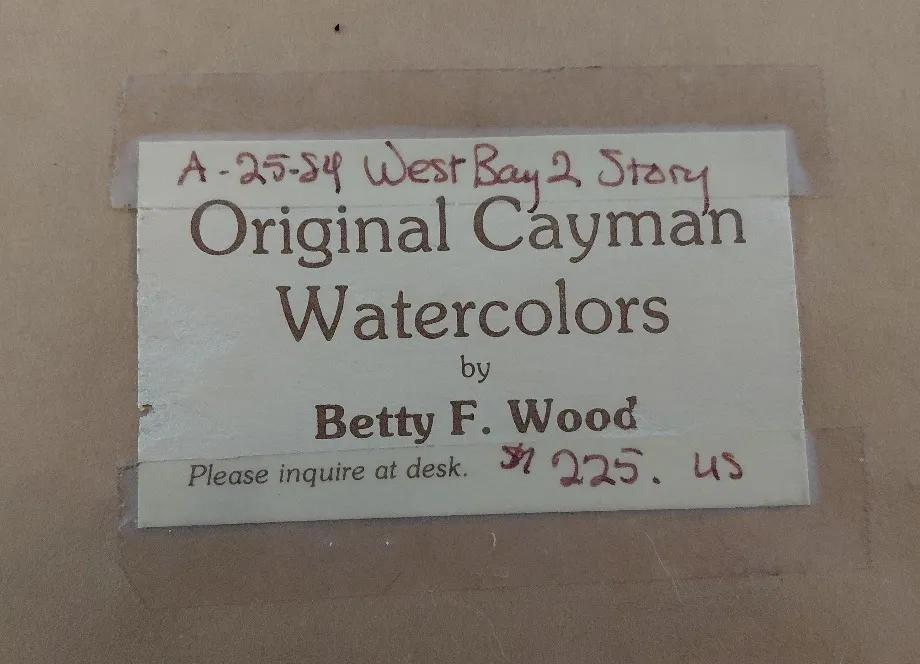 A-25-84 West Bay 2 Story
Original Cayman
Watercolors
by
Betty F. Wood
Please inquire at desk. $ 225. US